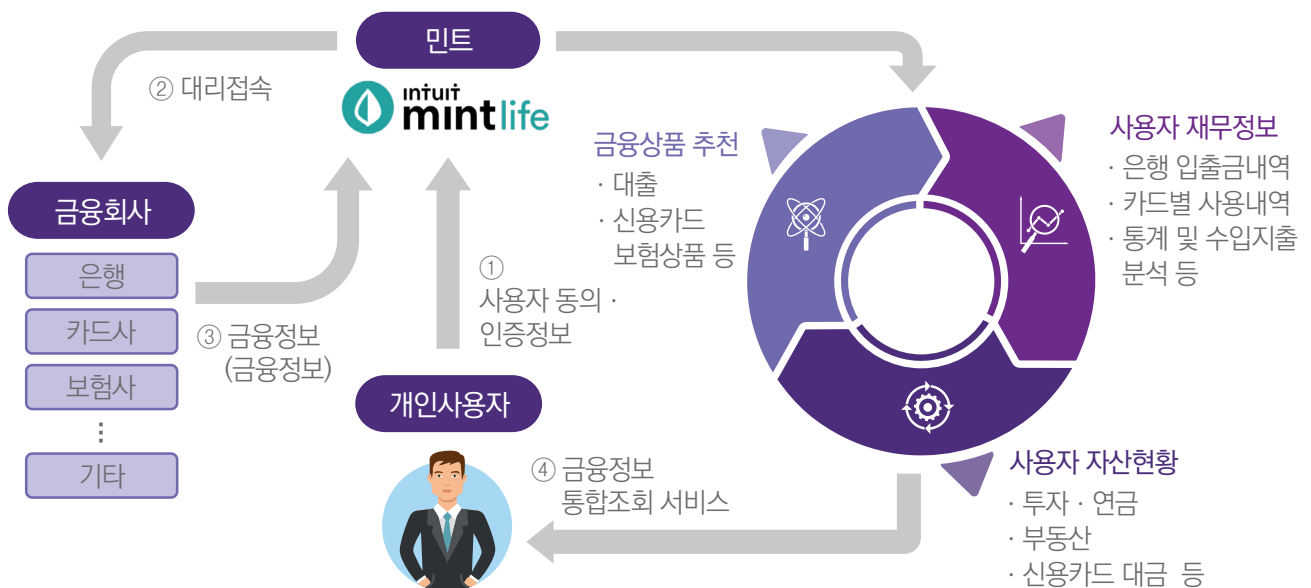 민트
② 대리접속
intuit
mintlife
금융회사
은행
카드사
보험사
⋮
기타
③ 금융정보
(금융정보)
①
사용자 동의 ·
인증정보
개인사용자
④ 금융정보
통합조회 서비스
금융상품 추천
· 대출
· 신용카드
보험상품 등
사용자 재무정보
· 은행 입출금내역
· 카드별 사용내역
· 통계 및 수입지출
분석 등
사용자 자산현황
· 투자 · 연금
· 부동산
· 신용카드 대금 등